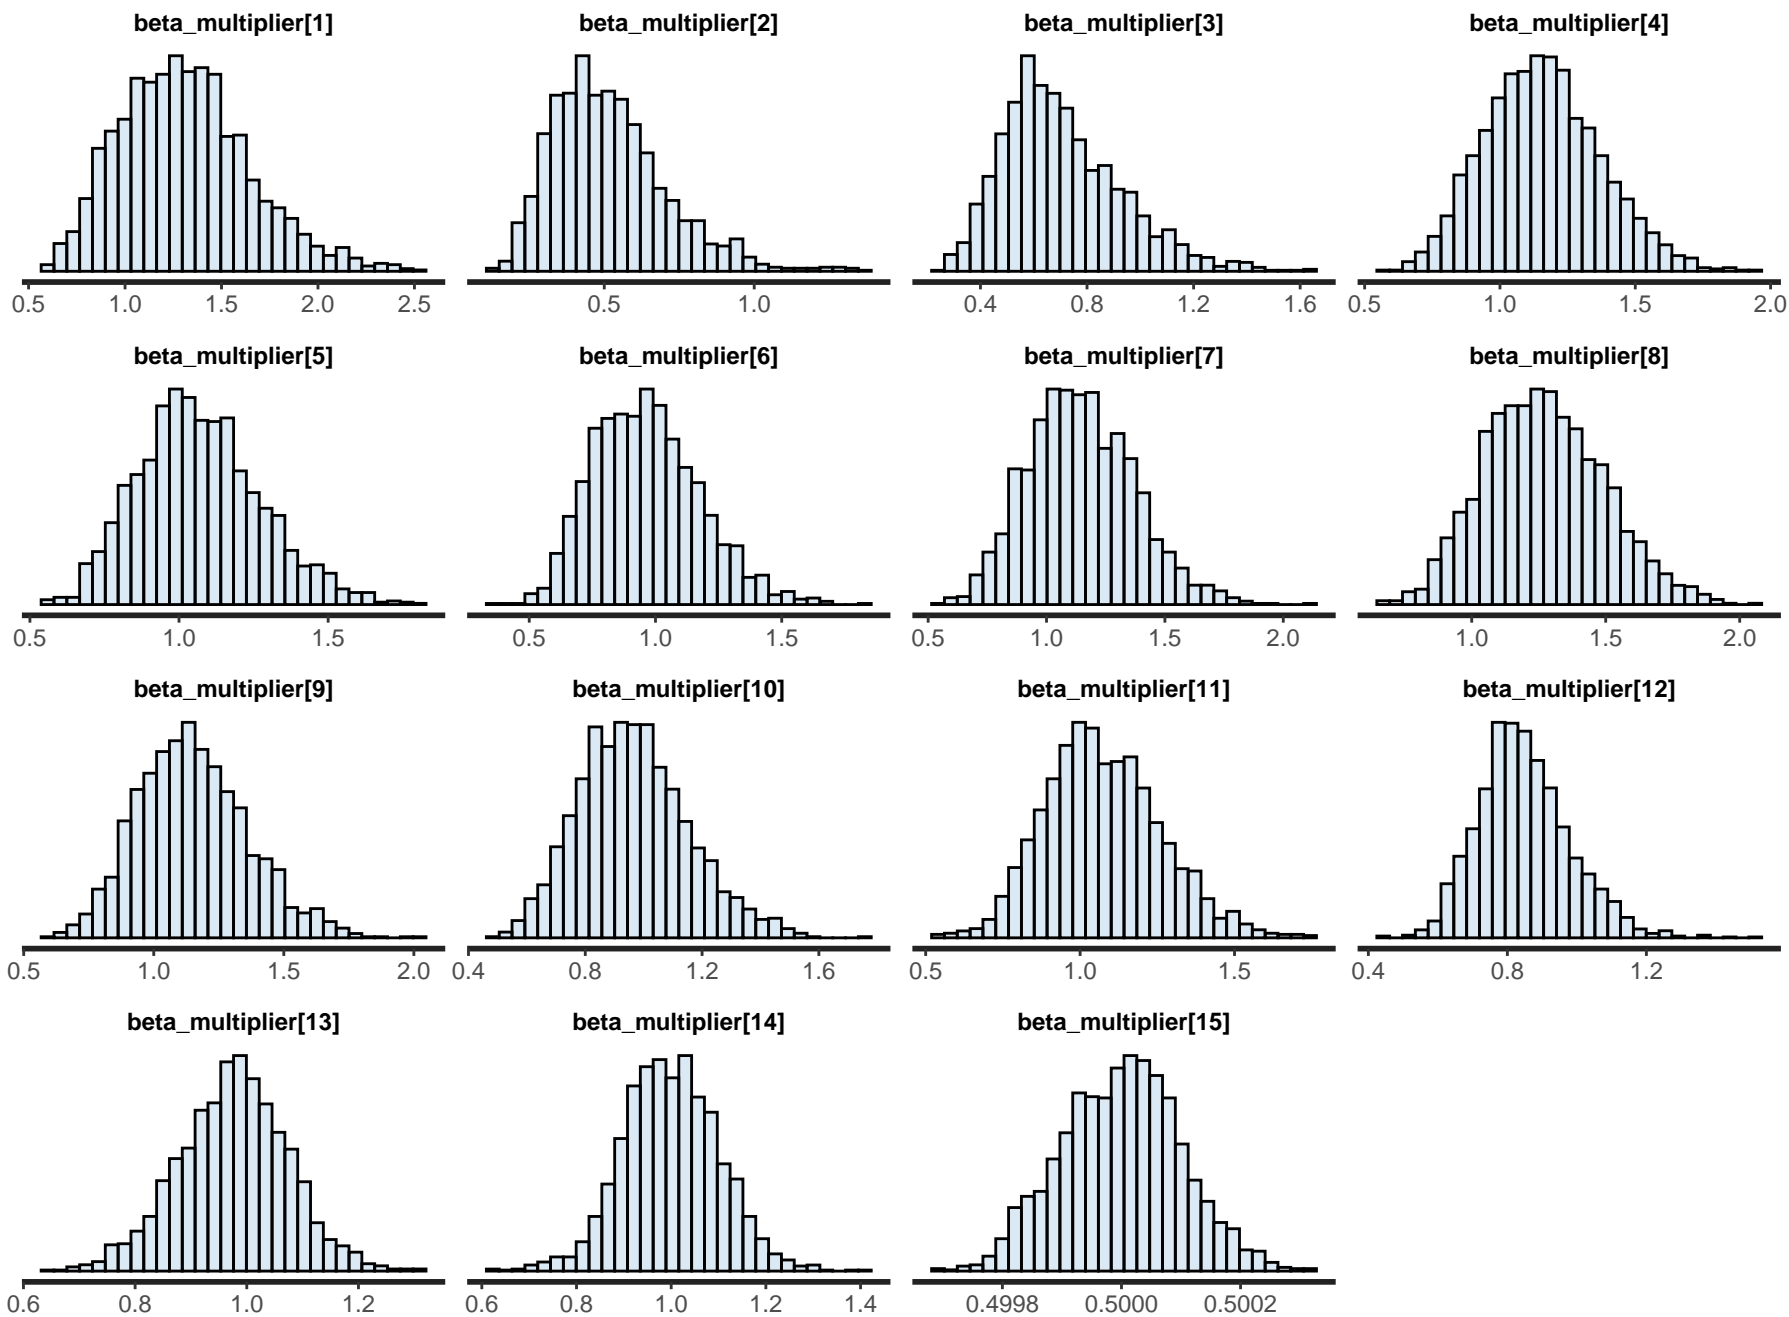 beta_multiplier[1] beta_multiplier[2] beta_multiplier[3] beta_multiplier[4]
0.5 1.0 1.5 2.0 2.5 0.5 1.0 0.4 0.8 1.2 1.6 0.5 1.0 1.5 2.0
beta_multiplier[5] beta_multiplier[6] beta_multiplier[7] beta_multiplier[8]
0.5 1.0 1.5 0.5 1.0 1.5 0.5 1.0 1.5 2.0 1.0 1.5 2.0
beta_multiplier[9] beta_multiplier[10] beta_multiplier[11] beta_multiplier[12]
0.5 1.0 1.5 2.0 0.4 0.8 1.2 1.6 0.5 1.0 1.5 0.4 0.8 1.2
beta_multiplier[13] beta_multiplier[14] beta_multiplier[15]
0.6 0.8 1.0 1.2 0.6 0.8 1.0 1.2 1.4 0.4998 0.5000 0.5002